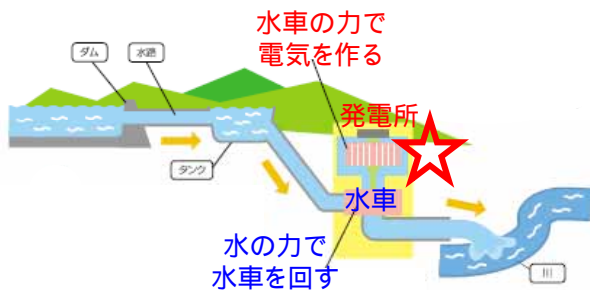 水車の力で
電気を作る
ダム
水路
発電所
タンク
水車
水の力で
水車を回す
川